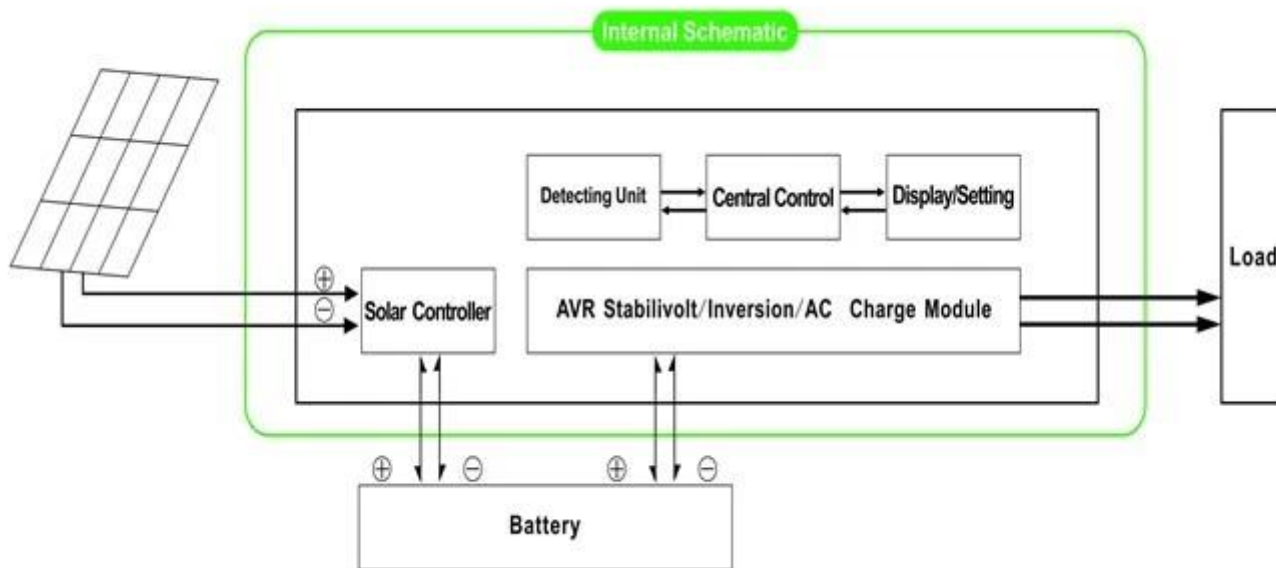 Internal Schematic
Detecting Unit
Central Control
Display/Setting
Load
⊕
⊖
Solar Controller
AVR Stabilivolt/Inversion/AC Charge Module
⊕ ⊖ ⊕ ⊖
Battery